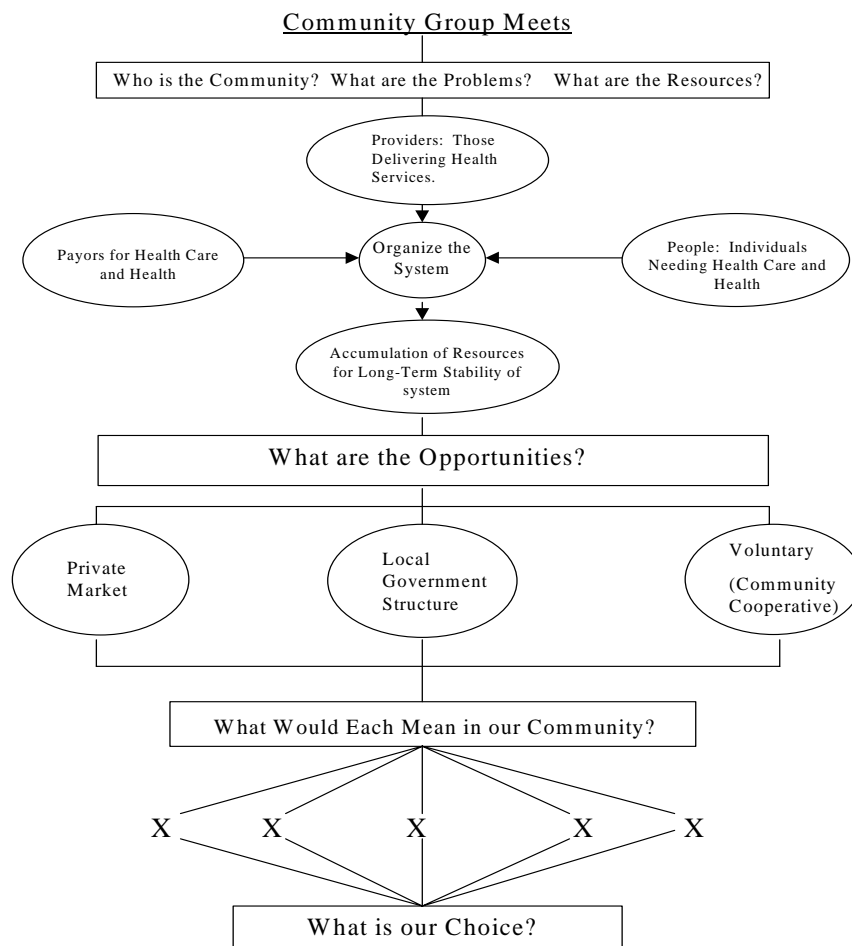 Community Group Meets
Who is the Community? What are the Problems? What are the Resources?
Providers: Those
Delivering Health
Services.
Payors for Health Care
and Health
Organize the
System
People: Individuals
Needing Health Care and
Health
Accumulation of Resources
for Long-Term Stability of
system
What are the Opportunities?
Private
Market
Local
Government
Structure
Voluntary
(Community
Cooperative)
What Would Each Mean in our Community?
X X X X X
What is our Choice?